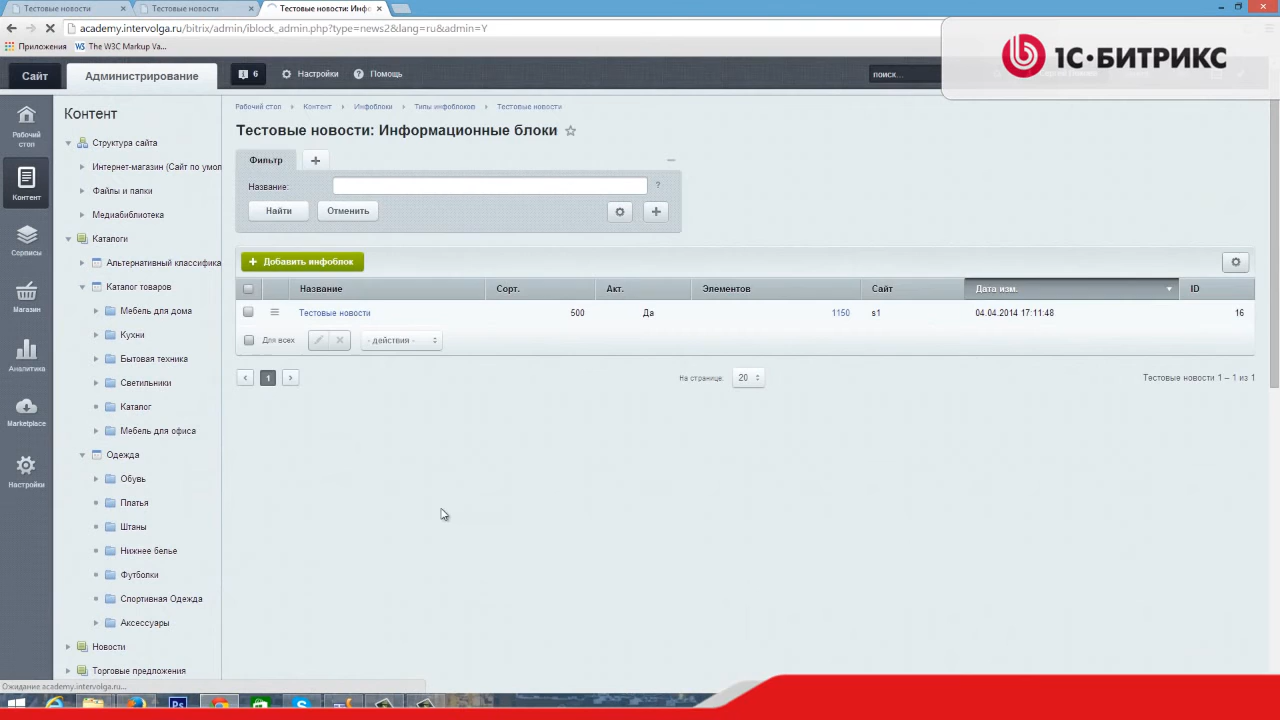 Тестовые новости
Тестовые новости
Тестовые новости: Инфо
academy.intervolga.ru/bitrix/admin/iblock_admin.php?type=news2&lang=ru&admin=Y
Приложения
The W3C Markup Va...
1С·БИТРИКС
Сайт
Администрирование
6
Настройки
Помощь
поиск...
Рабочий стол
Контент
Сервисы
Магазин
Аналитика
Marketplace
Настройки
Контент
Структура сайта
Интернет-магазин (Сайт по умол
Файлы и папки
Медиабиблиотека
Каталоги
Альтернативный классифика
Каталог товаров
Мебель для дома
Кухни
Бытовая техника
Светильники
Каталог
Мебель для офиса
Одежда
Обувь
Платья
Штаны
Нижнее белье
Футболки
Спортивная Одежда
Аксессуары
Новости
Торговые предложения
Рабочий стол Контент Инфоблоки Типы инфоблоков Тестовые новости
Тестовые новости: Информационные блоки
Фильтр
Название:
?
Найти Отменить
+ Добавить инфоблок
Название Сорт. Акт. Элементов Сайт Дата изм. ID
Тестовые новости 500 Да 1150 s1 04.04.2014 17:11:48 16
Для всех - действия -
1
На странице: 20
Тестовые новости 1 – 1 из 1
Ожидание academy.intervolga.ru...